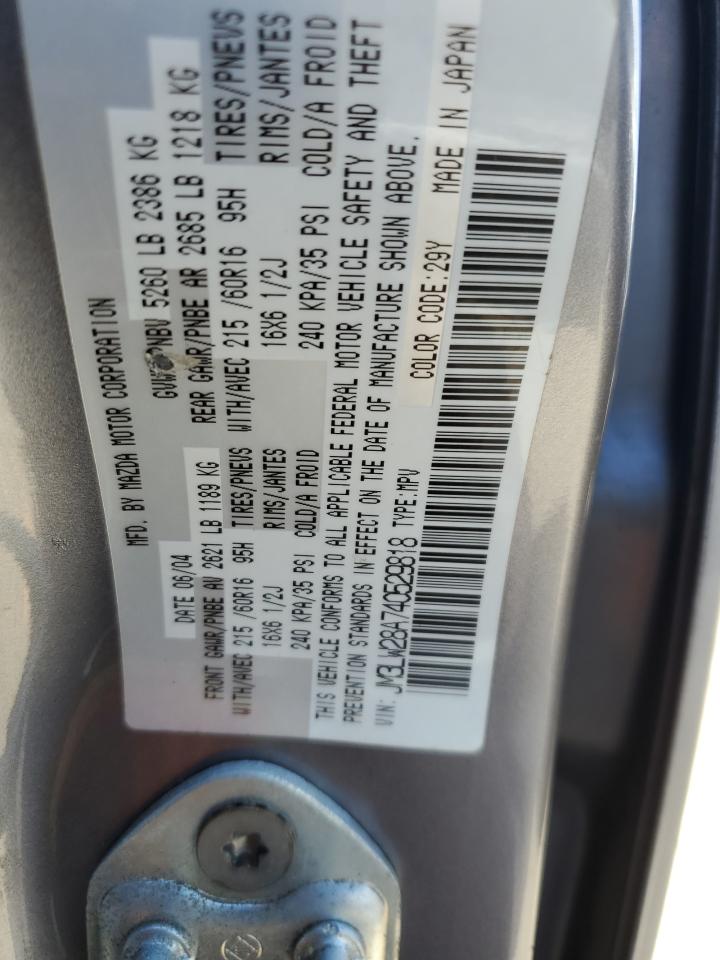 MFD. BY MAZDA MOTOR CORPORATION
DATE 06/04 5260 LB 2386 KG
FRONT GAWR/PNBE AV 2621 LB 1189 KG REAR GAWR/PNBE AR 2685 LB 1218 KG
WITH/AVEC 215 /60R16 95H TIRES/PNEUS WITH/AVEC 215 /60R16 95H TIRES/PNEUS
16X6 1/2J RIMS/JANTES 16X6 1/2J RIMS/JANTES
240 KPA/35 PSI COLD/A FROID 240 KPA/35 PSI COLD/A FROID
THIS VEHICLE CONFORMS TO ALL APPLICABLE FEDERAL MOTOR VEHICLE SAFETY AND THEFT
PREVENTION STANDARDS IN EFFECT ON THE DATE OF MANUFACTURE SHOWN ABOVE.
VIN: JM3LW28A740529818 TYPE:MPV COLOR CODE:29Y MADE IN JAPAN